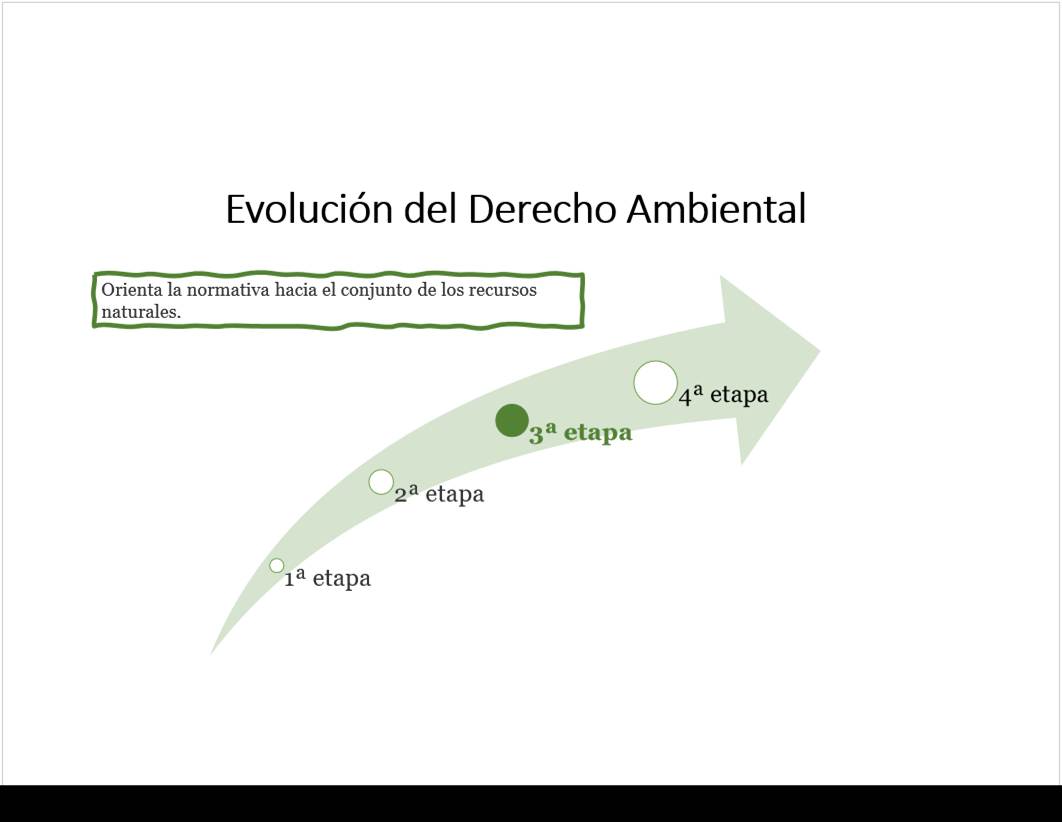 Evolución del Derecho Ambiental
Orienta la normativa hacia el conjunto de los recursos
naturales.
4ª etapa
3ª etapa
2ª etapa
1ª etapa